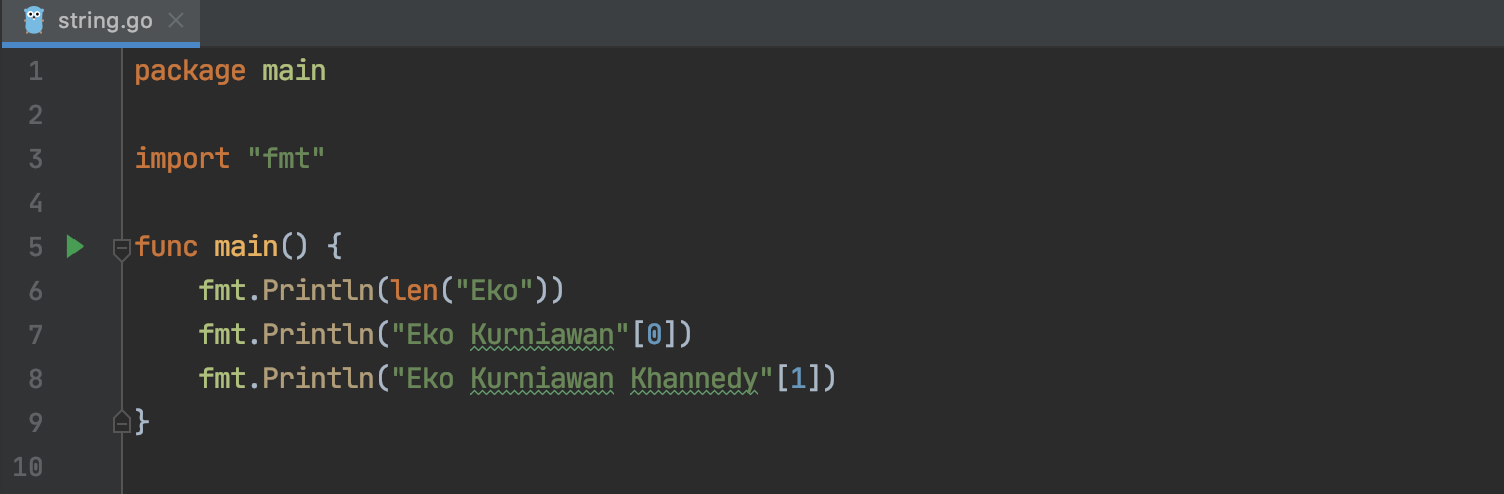 string.go
1 package main
2
3 import "fmt"
4
5 func main() {
6     fmt.Println(len("Eko"))
7     fmt.Println("Eko Kurniawan"[0])
8     fmt.Println("Eko Kurniawan Khannedy"[1])
9 }
10